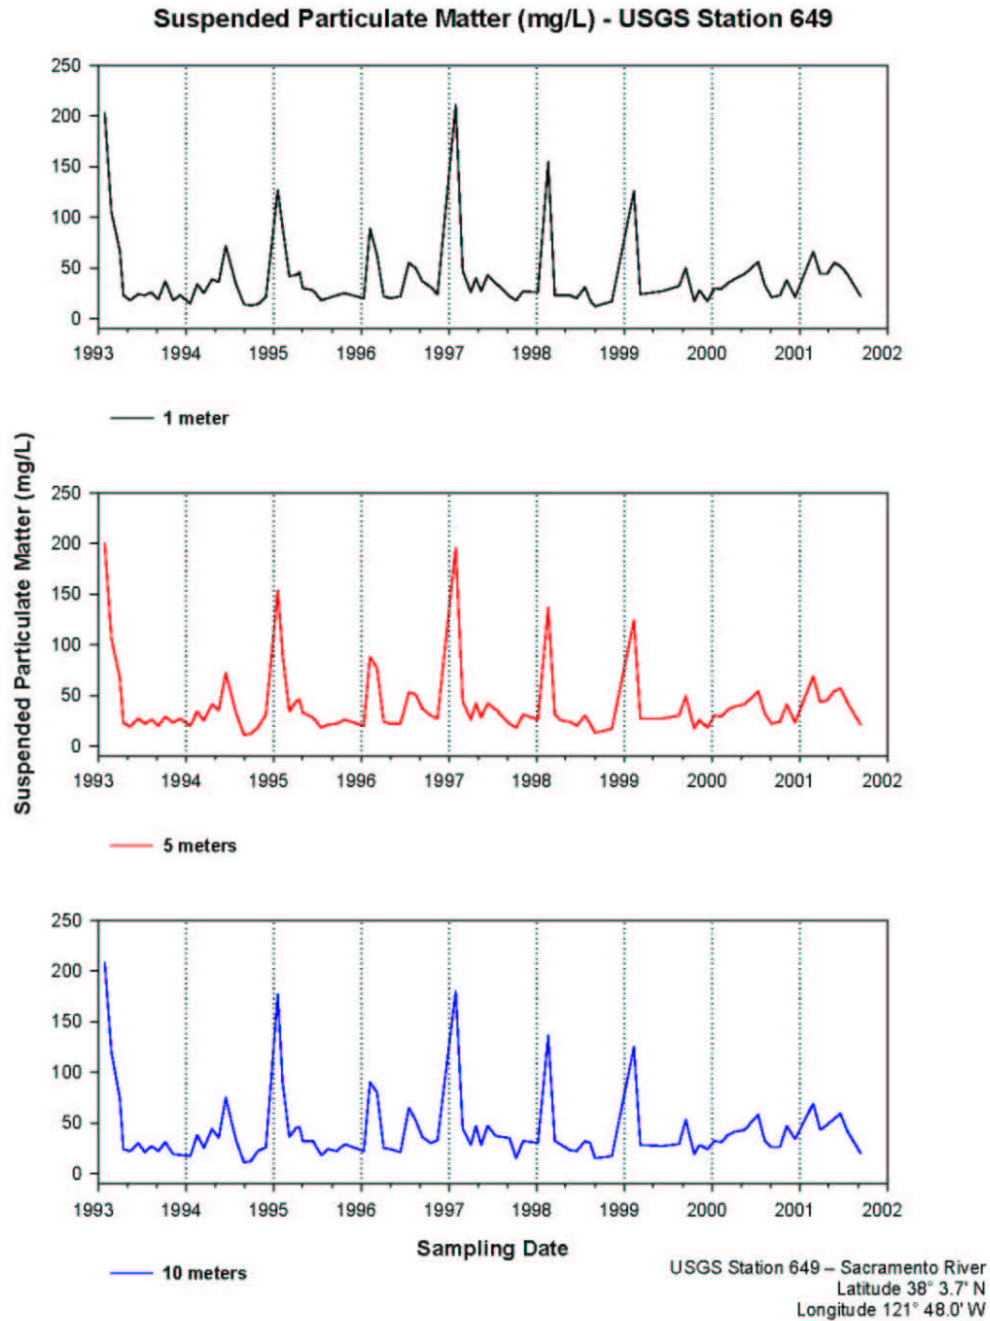 Suspended Particulate Matter (mg/L) - USGS Station 649
250
200
150
100
50
0
1993 1994 1995 1996 1997 1998 1999 2000 2001 2002
1 meter
Suspended Particulate Matter (mg/L)
250
200
150
100
50
0
1993 1994 1995 1996 1997 1998 1999 2000 2001 2002
5 meters
250
200
150
100
50
0
1993 1994 1995 1996 1997 1998 1999 2000 2001 2002
Sampling Date
10 meters
USGS Station 649 – Sacramento River
Latitude 38° 3.7' N
Longitude 121° 48.0' W